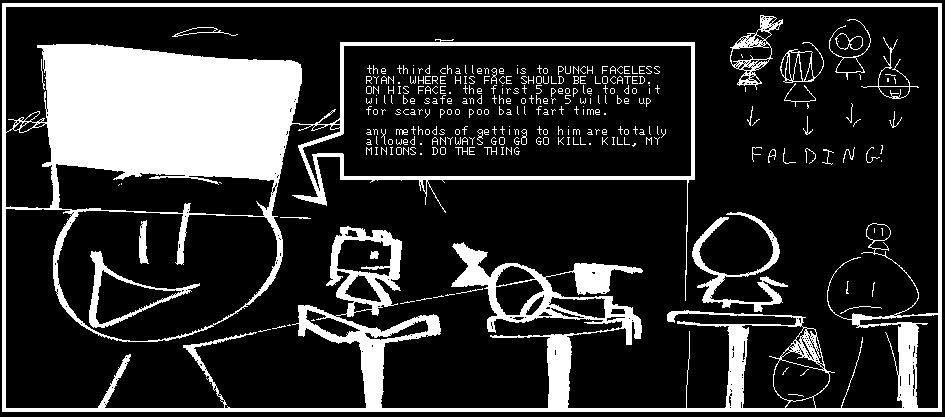 the third challenge is to PUNCH FACELESS
RYAN. WHERE HIS FACE SHOULD BE LOCATED.
ON HIS FACE. the first 5 people to do it
will be safe and the other 5 will be up
for scary poo poo ball fart time.
any methods of getting to him are totally
allowed. ANYWAYS GO GO GO KILL. KILL, MY
MINIONS. DO THE THING
FALDING!